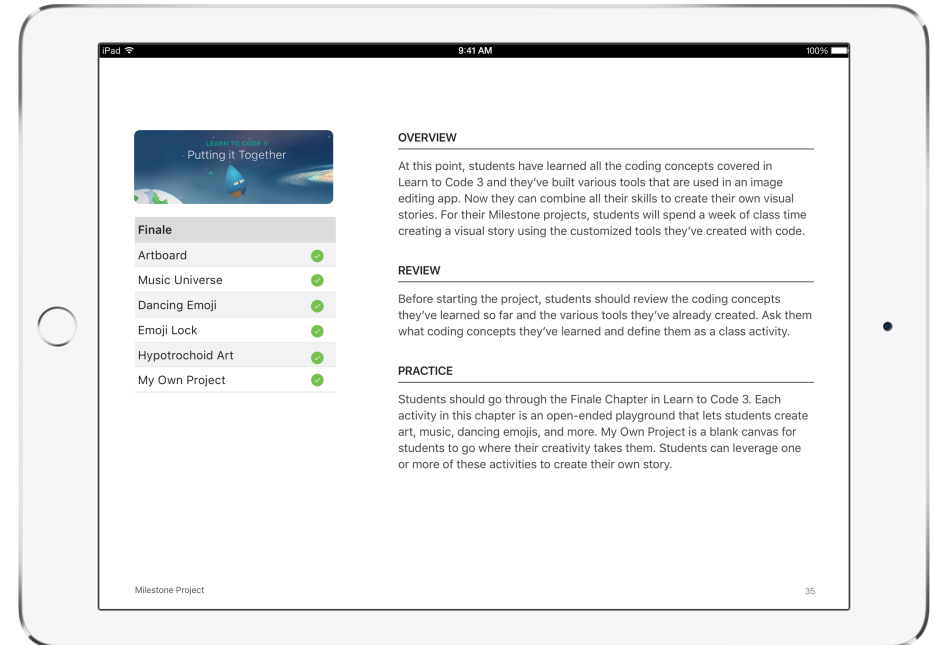 iPad
9:41 AM
100%
LEARN TO CODE 3
Putting it Together
Finale
Artboard
Music Universe
Dancing Emoji
Emoji Lock
Hypotrochoid Art
My Own Project
OVERVIEW
At this point, students have learned all the coding concepts covered in
Learn to Code 3 and they’ve built various tools that are used in an image
editing app. Now they can combine all their skills to create their own visual
stories. For their Milestone projects, students will spend a week of class time
creating a visual story using the customized tools they’ve created with code.
REVIEW
Before starting the project, students should review the coding concepts
they’ve learned so far and the various tools they’ve already created. Ask them
what coding concepts they’ve learned and define them as a class activity.
PRACTICE
Students should go through the Finale Chapter in Learn to Code 3. Each
activity in this chapter is an open-ended playground that lets students create
art, music, dancing emojis, and more. My Own Project is a blank canvas for
students to go where their creativity takes them. Students can leverage one
or more of these activities to create their own story.
Milestone Project
35